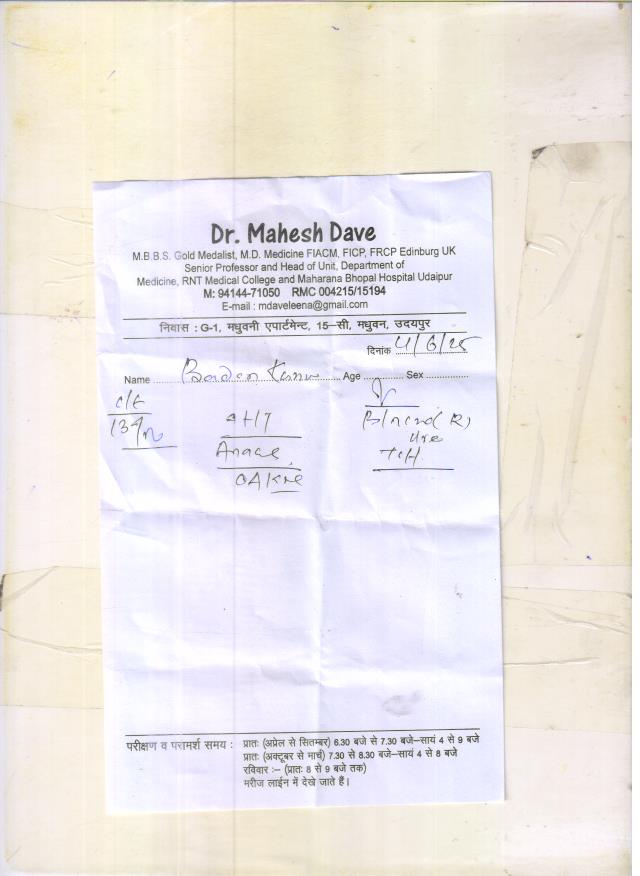 Dr. Mahesh Dave
M.B.B.S. Gold Medalist, M.D. Medicine FIACM, FICP, FRCP Edinburg UK
Senior Professor and Head of Unit, Department of
Medicine, RNT Medical College and Maharana Bhopal Hospital Udaipur
M: 94144-71050 RMC 004215/15194
E-mail : mdaveleena@gmail.com
निवास : G-1, मधुवनी एपार्टमेन्ट, 15–सी, मधुवन, उदयपुर
दिनांक 4/6/25
Name Age Sex
134/
परीक्षण व परामर्श समय : प्रातः (अप्रेल से सितम्बर) 6.30 बजे से 7.30 बजे–सायं 4 से 9 बजे
प्रातः (अक्टूबर से मार्च) 7.30 से 8.30 बजे–सायं 4 से 8 बजे
रविवार :– (प्रातः 8 से 9 बजे तक)
मरीज लाईन में देखे जाते हैं।